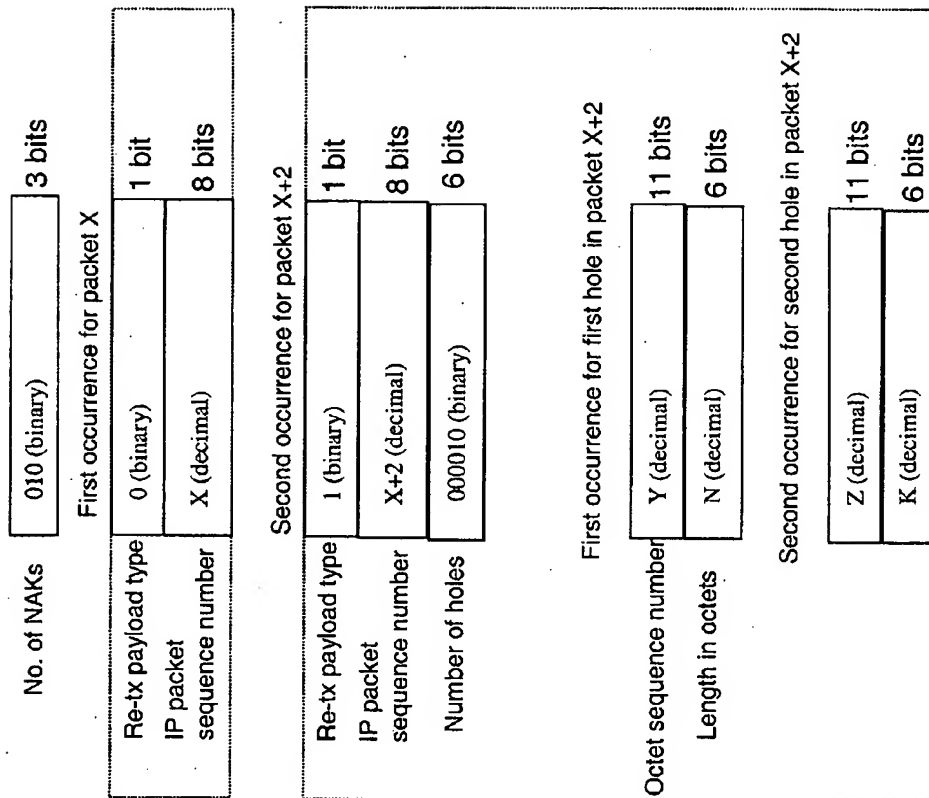 No. of NAKs 010 (binary) 3 bits
First occurrence for packet X
Re-tx payload type 0 (binary) 1 bit
IP packet
sequence number X (decimal) 8 bits
Second occurrence for packet X+2
Re-tx payload type 1 (binary) 1 bit
IP packet
sequence number X+2 (decimal) 8 bits
Number of holes 000010 (binary) 6 bits
First occurrence for first hole in packet X+2
Octet sequence number Y (decimal) 11 bits
Length in octets N (decimal) 6 bits
Second occurrence for second hole in packet X+2
Z (decimal) 11 bits
K (decimal) 6 bits